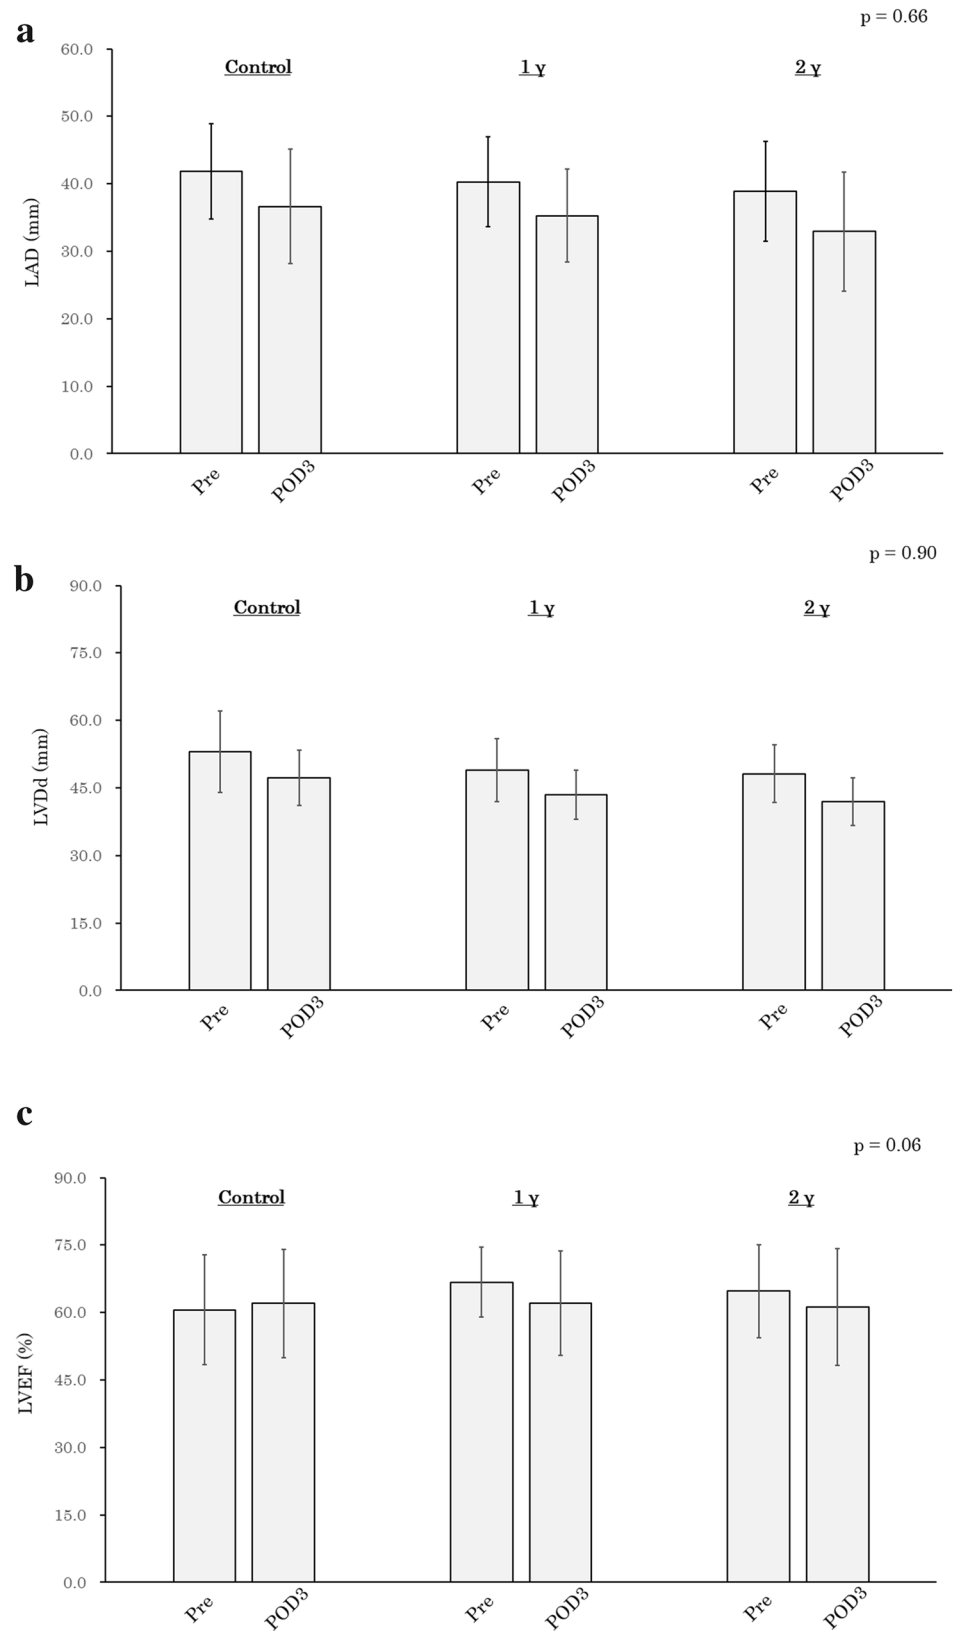 a
p = 0.66
60.0
Control
1 γ
2 γ
50.0
40.0
30.0
20.0
10.0
0.0
LAD (mm)
Pre
POD3
Pre
POD3
Pre
POD3
b
p = 0.90
90.0
Control
1 γ
2 γ
75.0
60.0
45.0
30.0
15.0
0.0
LVDd (mm)
Pre
POD3
Pre
POD3
Pre
POD3
c
p = 0.06
90.0
Control
1 γ
2 γ
75.0
60.0
45.0
30.0
15.0
0.0
LVEF (%)
Pre
POD3
Pre
POD3
Pre
POD3